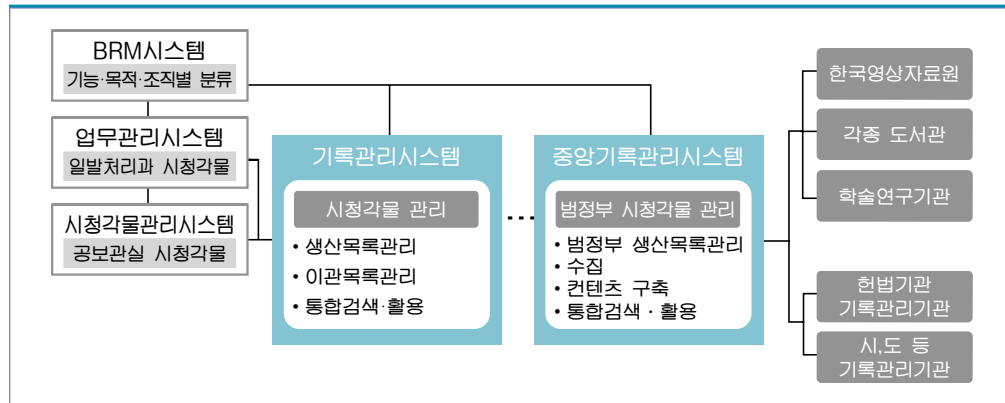 BRM시스템
기능·목적·조직별 분류
업무관리시스템
일발처리과 시청각물
시청각물관리시스템
공보관실 시청각물
기록관리시스템
시청각물 관리
• 생산목록관리
• 이관목록관리
• 통합검색·활용
중앙기록관리시스템
범정부 시청각물 관리
• 범정부 생산목록관리
• 수집
• 컨텐츠 구축
• 통합검색 · 활용
한국영상자료원
각종 도서관
학술연구기관
헌법기관
기록관리기관
시,도 등
기록관리기관